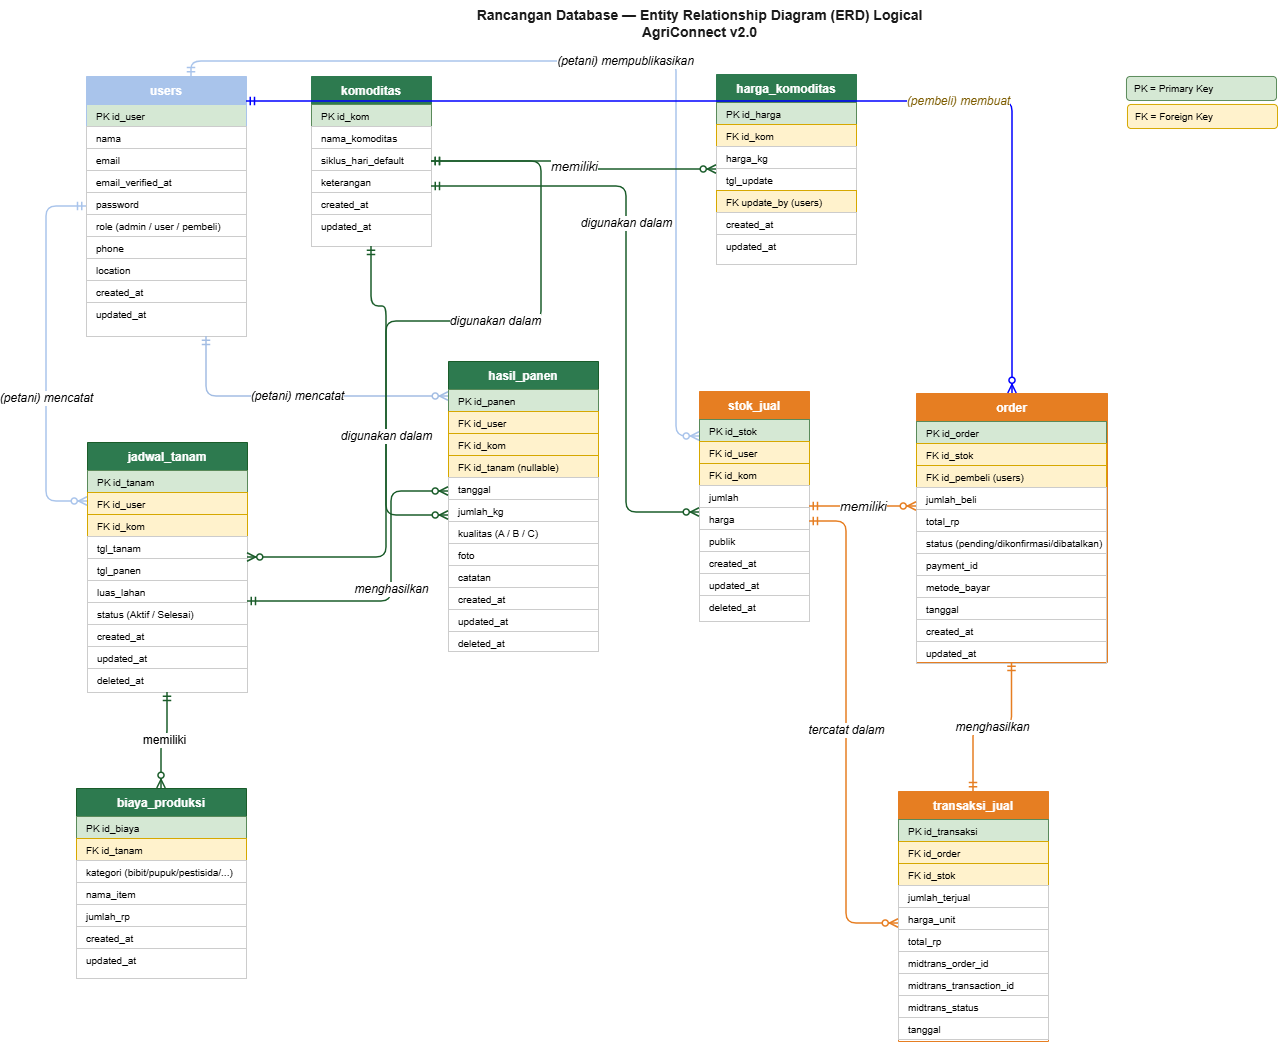 Rancangan Database — Entity Relationship Diagram (ERD) Logical
AgriConnect v2.0
(petani) mempublikasikan
users
PK id_user
nama
email
email_verified_at
password
role (admin / user / pembeli)
phone
location
created_at
updated_at
komoditas
PK id_kom
nama_komoditas
siklus_hari_default
keterangan
created_at
updated_at
memiliki
digunakan dalam
harga_komoditas
PK id_harga
FK id_kom
harga_kg
tgl_update
FK update_by (users)
created_at
updated_at
(pembeli) membuat
PK = Primary Key
FK = Foreign Key
digunakan dalam
(petani) mencatat
(petani) mencatat
digunakan dalam
hasil_panen
PK id_panen
FK id_user
FK id_kom
FK id_tanam (nullable)
tanggal
jumlah_kg
kualitas (A / B / C)
foto
catatan
created_at
updated_at
deleted_at
stok_jual
PK id_stok
FK id_user
FK id_kom
jumlah
harga
publik
created_at
updated_at
deleted_at
memiliki
order
PK id_order
FK id_stok
FK id_pembeli (users)
jumlah_beli
total_rp
status (pending/dikonfirmasi/dibatalkan)
payment_id
metode_bayar
tanggal
created_at
updated_at
jadwal_tanam
PK id_tanam
FK id_user
FK id_kom
tgl_tanam
tgl_panen
luas_lahan
status (Aktif / Selesai)
created_at
updated_at
deleted_at
menghasilkan
memiliki
tercatat dalam
menghasilkan
biaya_produksi
PK id_biaya
FK id_tanam
kategori (bibit/pupuk/pestisida/...)
nama_item
jumlah_rp
created_at
updated_at
transaksi_jual
PK id_transaksi
FK id_order
FK id_stok
jumlah_terjual
harga_unit
total_rp
midtrans_order_id
midtrans_transaction_id
midtrans_status
tanggal